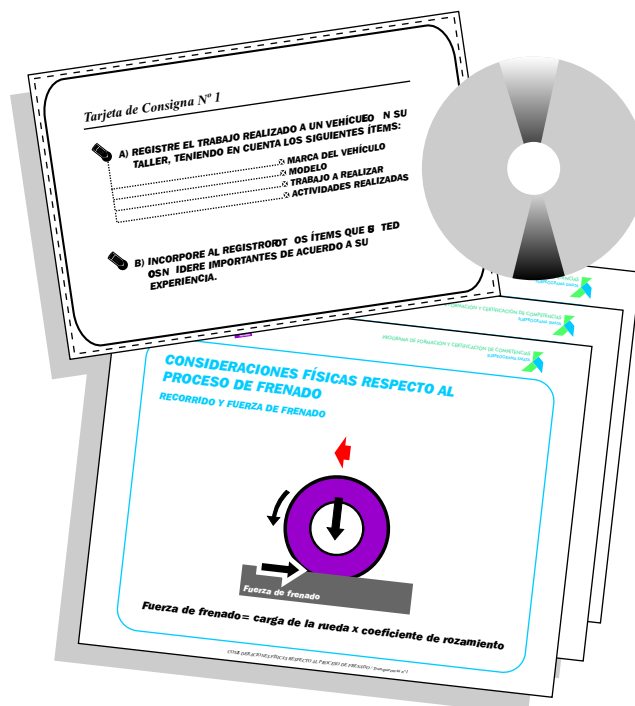 Tarjeta de Consigna Nº 1
A) REGISTRE EL TRABAJO REALIZADO A UN VEHÍCUEO N SU
TALLER, TENIENDO EN CUENTA LOS SIGUIENTES ÍTEMS:
MARCA DEL VEHÍCULO
MODELO
TRABAJO A REALIZAR
ACTIVIDADES REALIZADAS
B) INCORPORE AL REGISTRO OS ÍTEMS QUE TED
OSN IDERE IMPORTANTES DE ACUERDO A SU
EXPERIENCIA.
PROGRAMA DE FORMACIÓN Y CERTIFICACIÓN DE COMPETENCIAS
CONSIDERACIONES FÍSICAS RESPECTO AL
PROCESO DE FRENADO
RECORRIDO Y FUERZA DE FRENADO
Fuerza de frenado
Fuerza de frenado= carga de la rueda x coeficiente de rozamiento